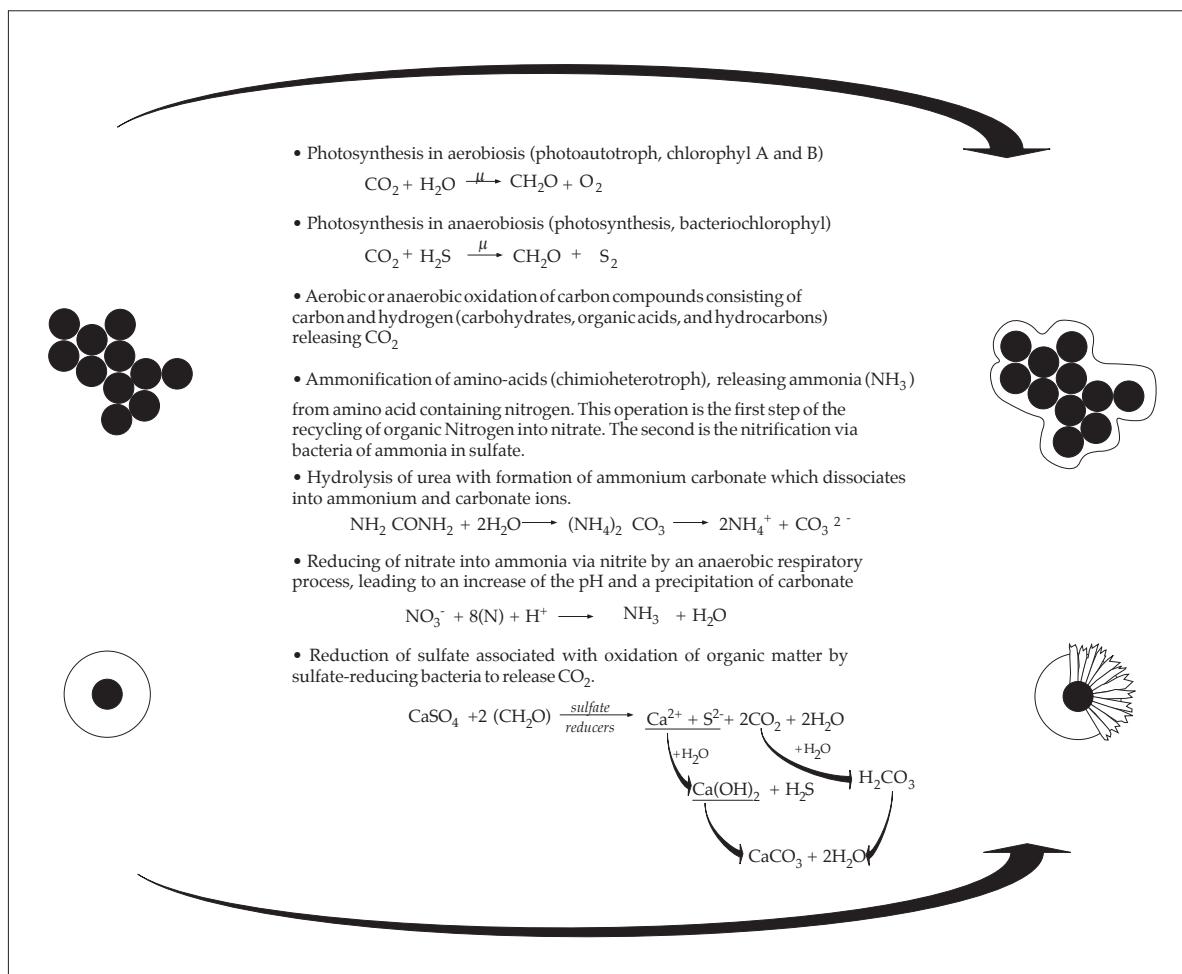 • Photosynthesis in aerobiosis (photoautotroph, chlorophyl A and B)
CO₂ + H₂O μ→ CH₂O + O₂
• Photosynthesis in anaerobiosis (photosynthesis, bacteriochlorophyl)
CO₂ + H₂S μ→ CH₂O + S₂
• Aerobic or anaerobic oxidation of carbon compounds consisting of
carbon and hydrogen (carbohydrates, organic acids, and hydrocarbons)
releasing CO₂
• Ammonification of amino-acids (chimioheterotroph), releasing ammonia (NH₃)
from amino acid containing nitrogen. This operation is the first step of the
recycling of organic Nitrogen into nitrate. The second is the nitrification via
bacteria of ammonia in sulfate.
• Hydrolysis of urea with formation of ammonium carbonate which dissociates
into ammonium and carbonate ions.
NH₂ CONH₂ + 2H₂O → (NH₄)₂ CO₃ → 2NH₄⁺ + CO₃²⁻
• Reducing of nitrate into ammonia via nitrite by an anaerobic respiratory
process, leading to an increase of the pH and a precipitation of carbonate
NO₃⁻ + 8(N) + H⁺ → NH₃ + H₂O
• Reduction of sulfate associated with oxidation of organic matter by
sulfate-reducing bacteria to release CO₂.
CaSO₄ +2 (CH₂O) sulfate reducers → Ca²⁺ + S²⁻ + 2CO₂ + 2H₂O
+H₂O +H₂O
Ca(OH)₂ + H₂S H₂CO₃
CaCO₃ + 2H₂O